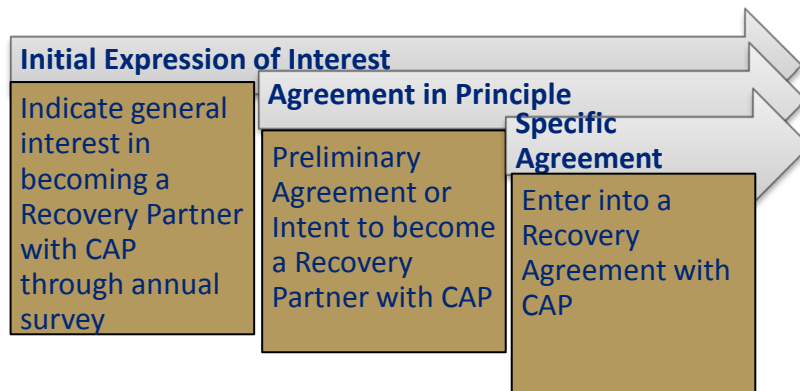 Initial Expression of Interest
Indicate general
interest in
becoming a
Recovery Partner
with CAP
through annual
survey
Agreement in Principle
Preliminary
Agreement or
Intent to become
a Recovery
Partner with CAP
Specific
Agreement
Enter into a
Recovery
Agreement with
CAP